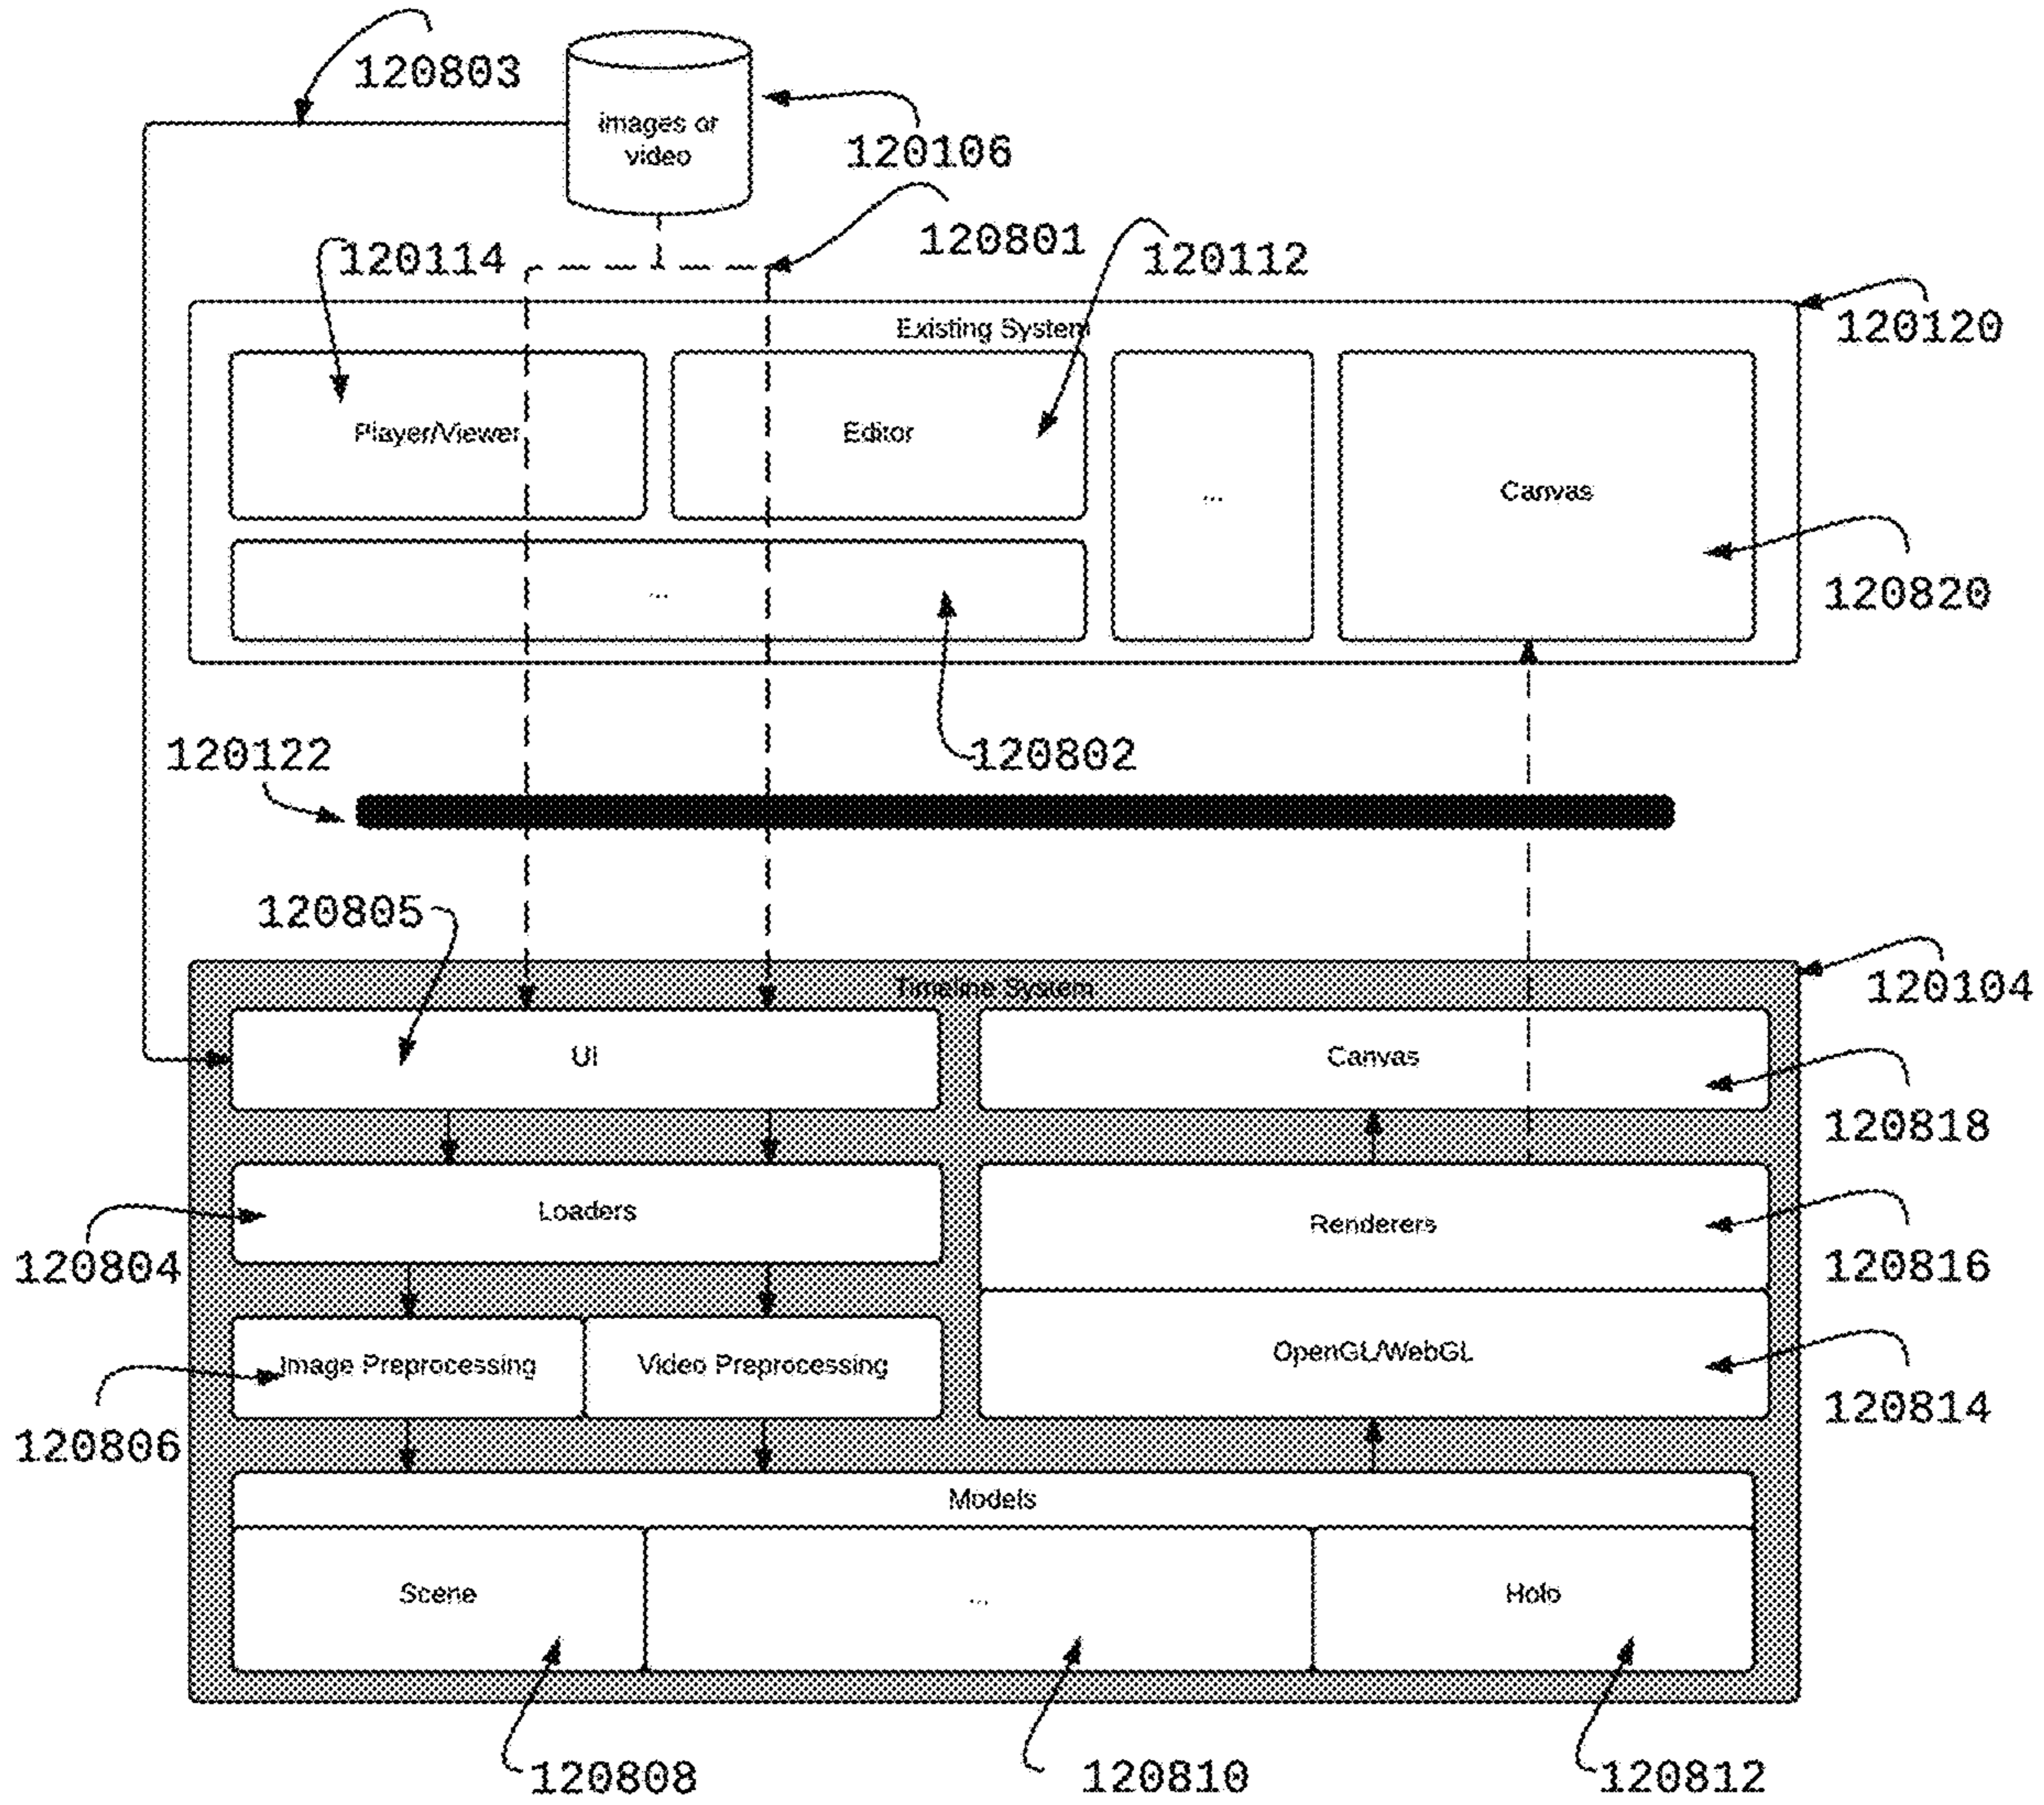 120803
images or
video
120106
120801
120114
120112
Existing System
120120
Player/Viewer
Editor
...
Canvas
...
120820
120122
120802
120805
Timeline System
120104
UI
Canvas
120818
Loaders
Renderers
120804
120816
Image Preprocessing
Video Preprocessing
OpenGL/WebGL
120806
120814
Models
Scene
...
Holo
120808
120810
120812